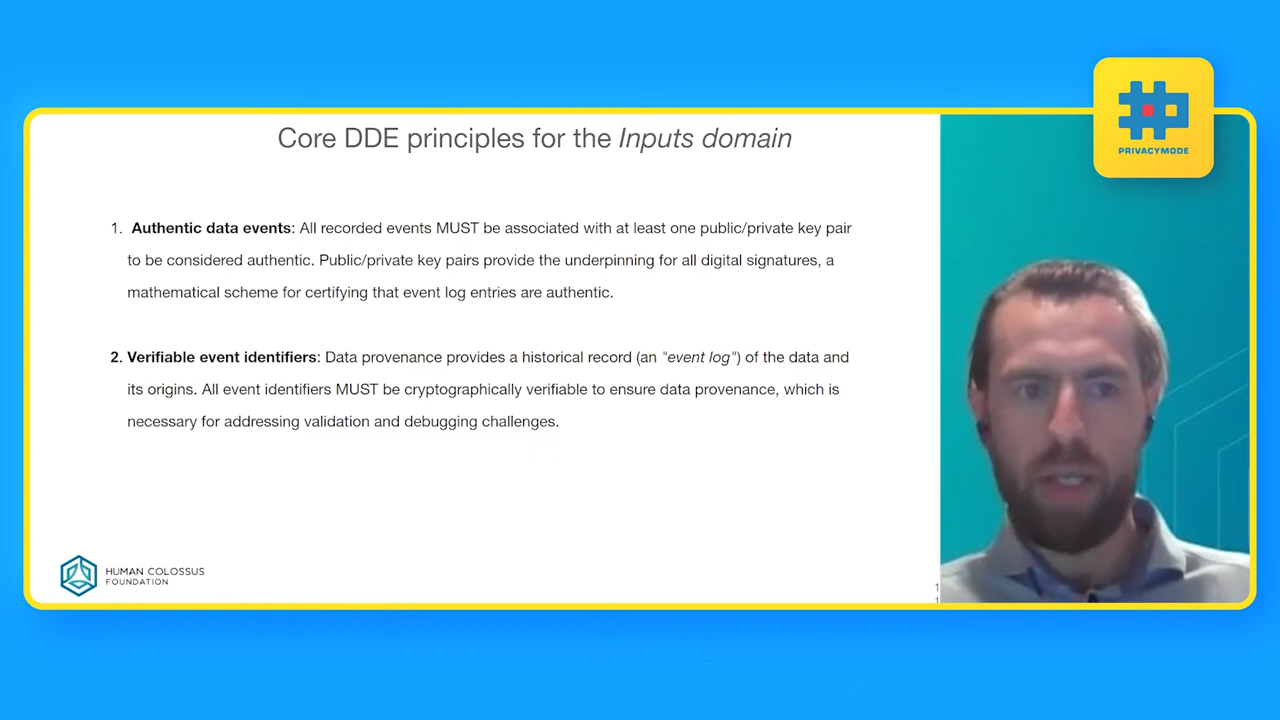 PRIVACYMODE
Core DDE principles for the Inputs domain
1. Authentic data events: All recorded events MUST be associated with at least one public/private key pair
to be considered authentic. Public/private key pairs provide the underpinning for all digital signatures, a
mathematical scheme for certifying that event log entries are authentic.
2. Verifiable event identifiers: Data provenance provides a historical record (an "event log") of the data and
its origins. All event identifiers MUST be cryptographically verifiable to ensure data provenance, which is
necessary for addressing validation and debugging challenges.
HUMAN COLOSSUS
FOUNDATION
1
1